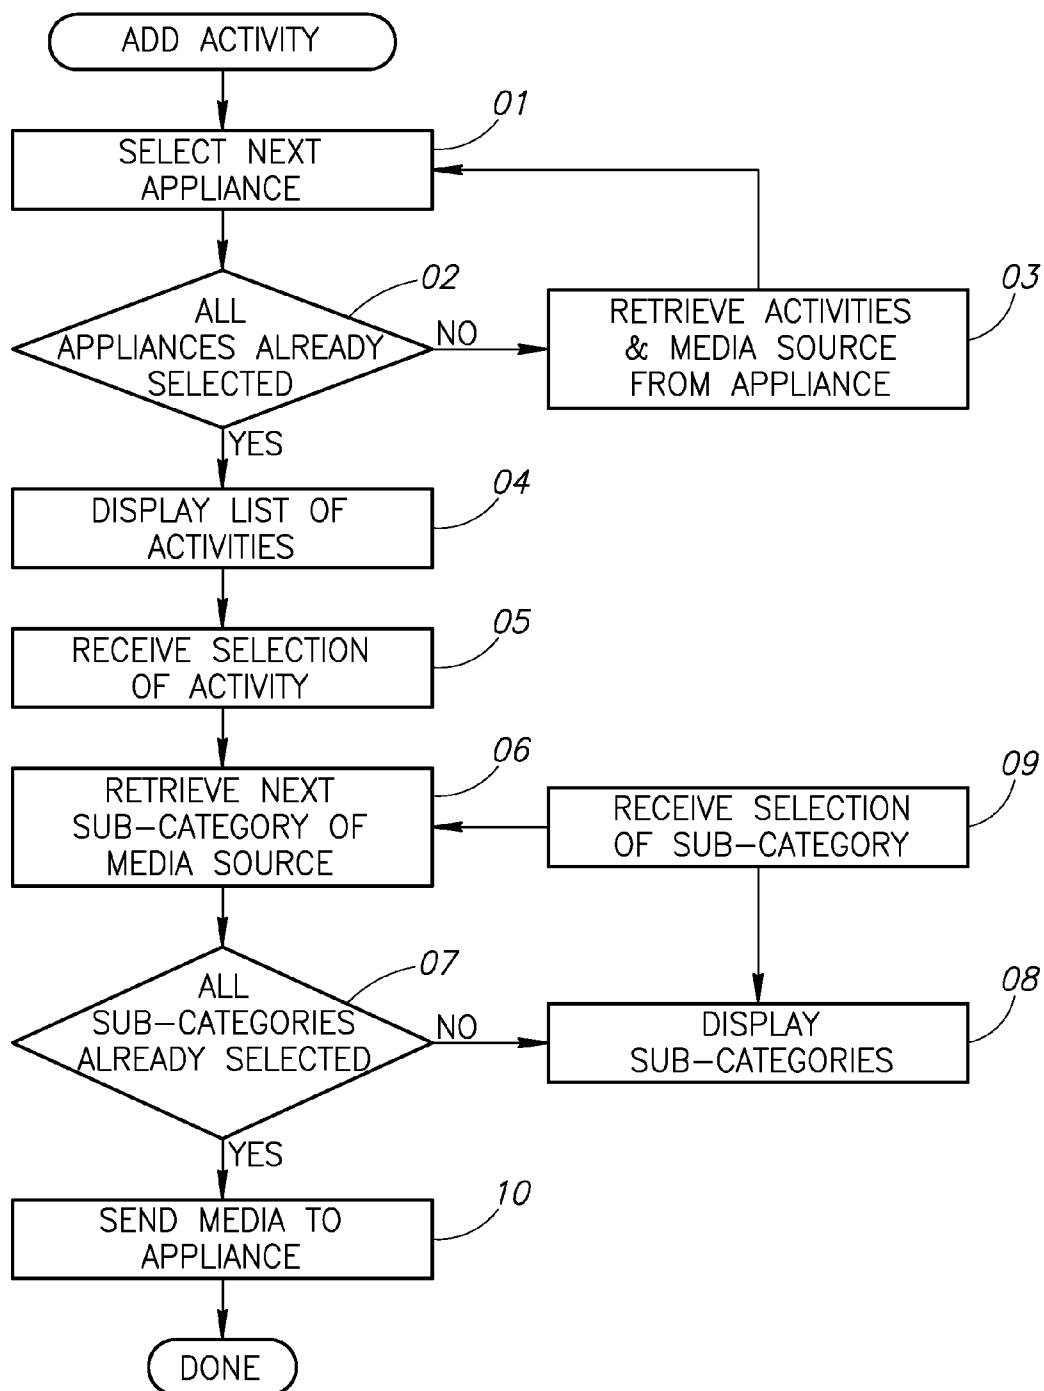 ADD ACTIVITY
01
SELECT NEXT
APPLIANCE
02
ALL
APPLIANCES ALREADY
SELECTED
NO
03
RETRIEVE ACTIVITIES
& MEDIA SOURCE
FROM APPLIANCE
YES
04
DISPLAY LIST OF
ACTIVITIES
05
RECEIVE SELECTION
OF ACTIVITY
06
RETRIEVE NEXT
SUB-CATEGORY OF
MEDIA SOURCE
09
RECEIVE SELECTION
OF SUB-CATEGORY
07
ALL
SUB-CATEGORIES
ALREADY SELECTED
NO
08
DISPLAY
SUB-CATEGORIES
YES
10
SEND MEDIA TO
APPLIANCE
DONE